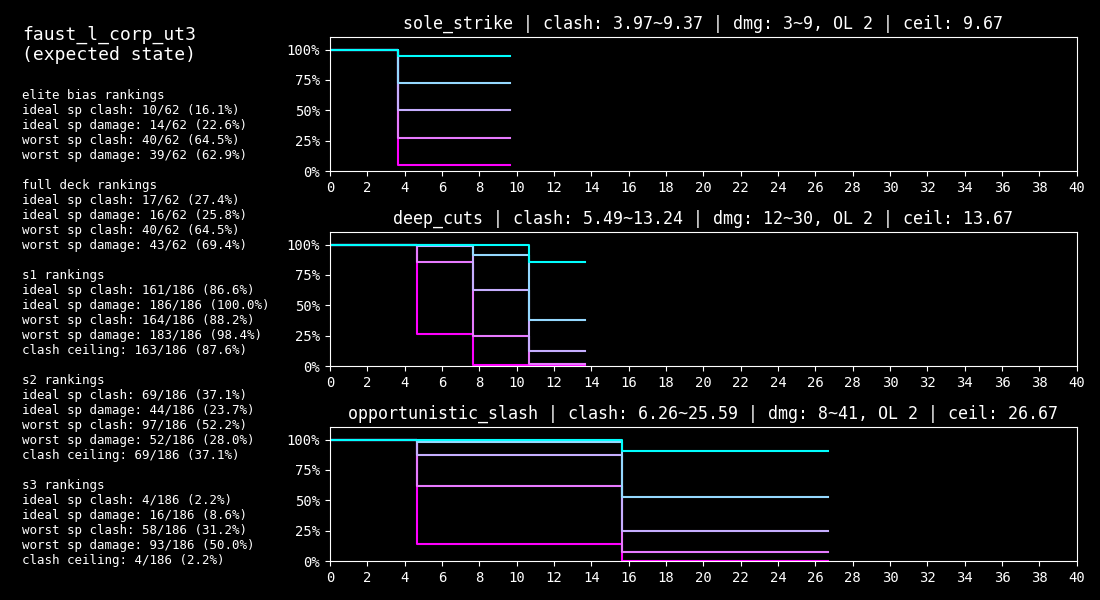 faust_l_corp_ut3
(expected state)
elite bias rankings
ideal sp clash: 10/62 (16.1%)
ideal sp damage: 14/62 (22.6%)
worst sp clash: 40/62 (64.5%)
worst sp damage: 39/62 (62.9%)
full deck rankings
ideal sp clash: 17/62 (27.4%)
ideal sp damage: 16/62 (25.8%)
worst sp clash: 40/62 (64.5%)
worst sp damage: 43/62 (69.4%)
s1 rankings
ideal sp clash: 161/186 (86.6%)
ideal sp damage: 186/186 (100.0%)
worst sp clash: 164/186 (88.2%)
worst sp damage: 183/186 (98.4%)
clash ceiling: 163/186 (87.6%)
s2 rankings
ideal sp clash: 69/186 (37.1%)
ideal sp damage: 44/186 (23.7%)
worst sp clash: 97/186 (52.2%)
worst sp damage: 52/186 (28.0%)
clash ceiling: 69/186 (37.1%)
s3 rankings
ideal sp clash: 4/186 (2.2%)
ideal sp damage: 16/186 (8.6%)
worst sp clash: 58/186 (31.2%)
worst sp damage: 93/186 (50.0%)
clash ceiling: 4/186 (2.2%)
sole_strike | clash: 3.97~9.37 | dmg: 3~9, OL 2 | ceil: 9.67
100%
75%
50%
25%
0%
0 2 4 6 8 10 12 14 16 18 20 22 24 26 28 30 32 34 36 38 40
deep_cuts | clash: 5.49~13.24 | dmg: 12~30, OL 2 | ceil: 13.67
100%
75%
50%
25%
0%
0 2 4 6 8 10 12 14 16 18 20 22 24 26 28 30 32 34 36 38 40
opportunistic_slash | clash: 6.26~25.59 | dmg: 8~41, OL 2 | ceil: 26.67
100%
75%
50%
25%
0%
0 2 4 6 8 10 12 14 16 18 20 22 24 26 28 30 32 34 36 38 40